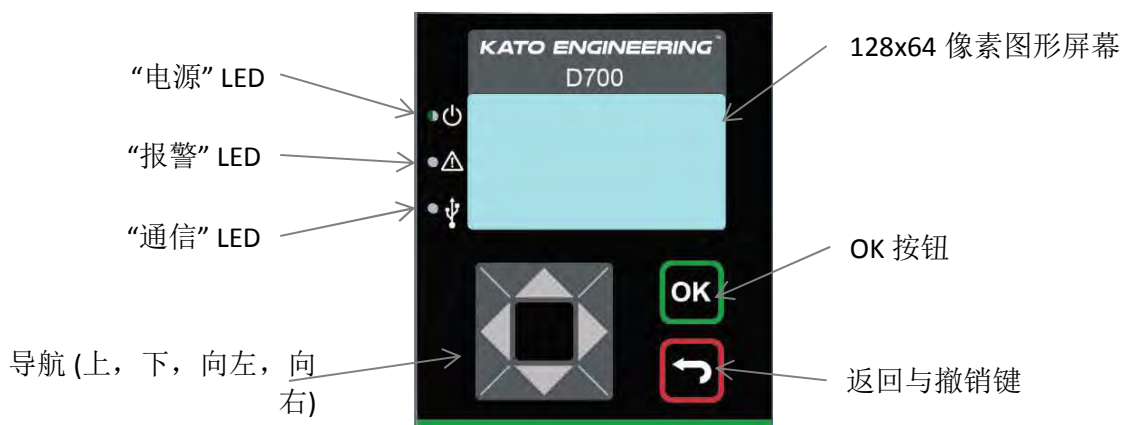 KATO ENGINEERING™
D700
“电源” LED
“报警” LED
“通信” LED
128x64 像素图形屏幕
OK
OK 按钮
导航 (上，下，向左，向
右)
返回与撤销键